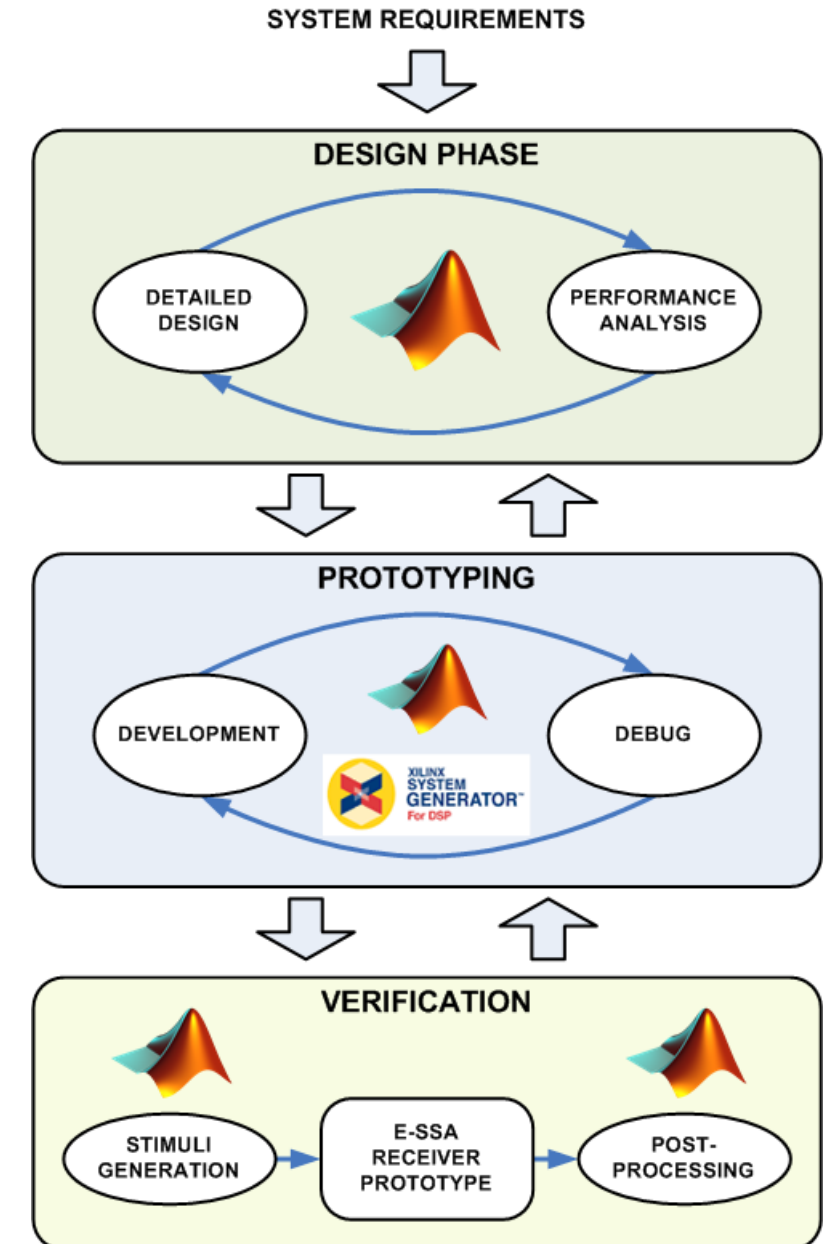 SYSTEM REQUIREMENTS
DESIGN PHASE
DETAILED
DESIGN
PERFORMANCE
ANALYSIS
PROTOTYPING
DEVELOPMENT
DEBUG
XILINX
SYSTEM
GENERATOR™
For DSP
VERIFICATION
STIMULI
GENERATION
E-SSA
RECEIVER
PROTOTYPE
POST-
PROCESSING